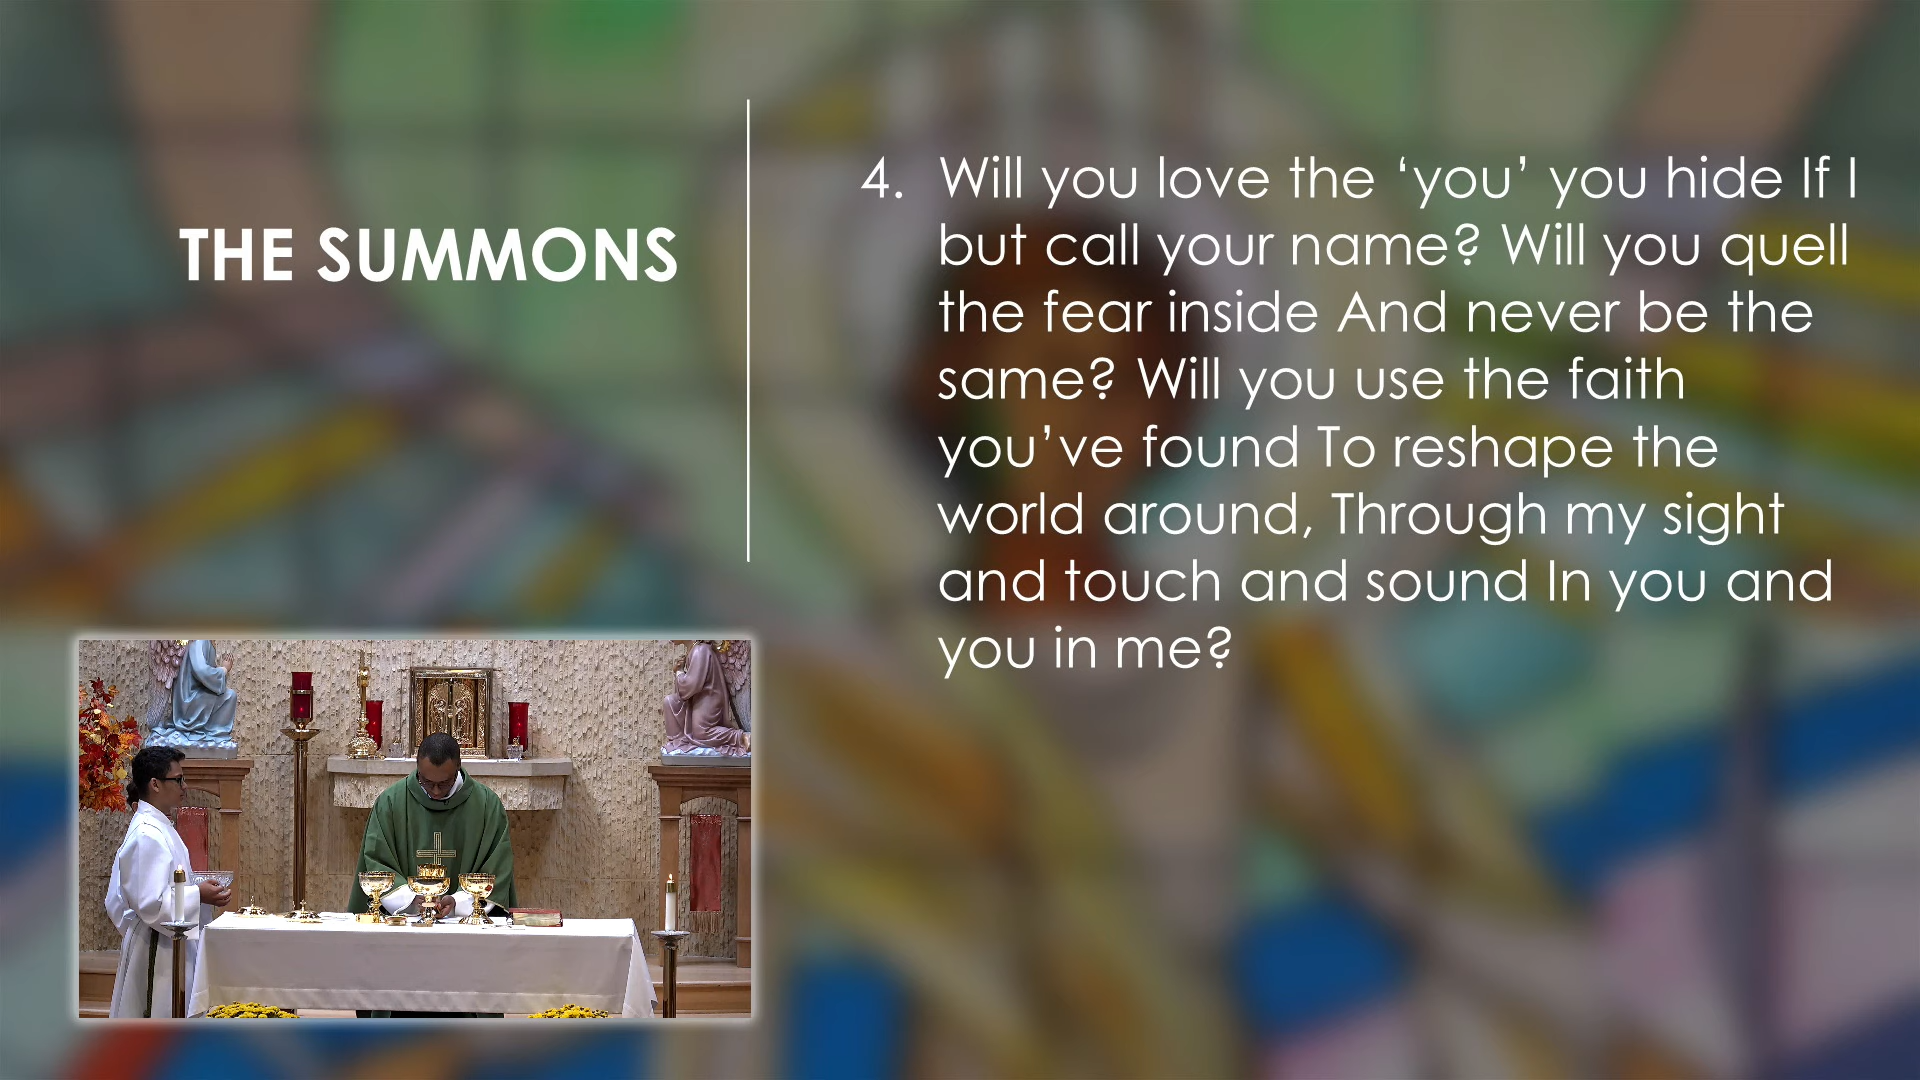 THE SUMMONS
4. Will you love the ‘you’ you hide If I
but call your name? Will you quell
the fear inside And never be the
same? Will you use the faith
you’ve found To reshape the
world around, Through my sight
and touch and sound In you and
you in me?